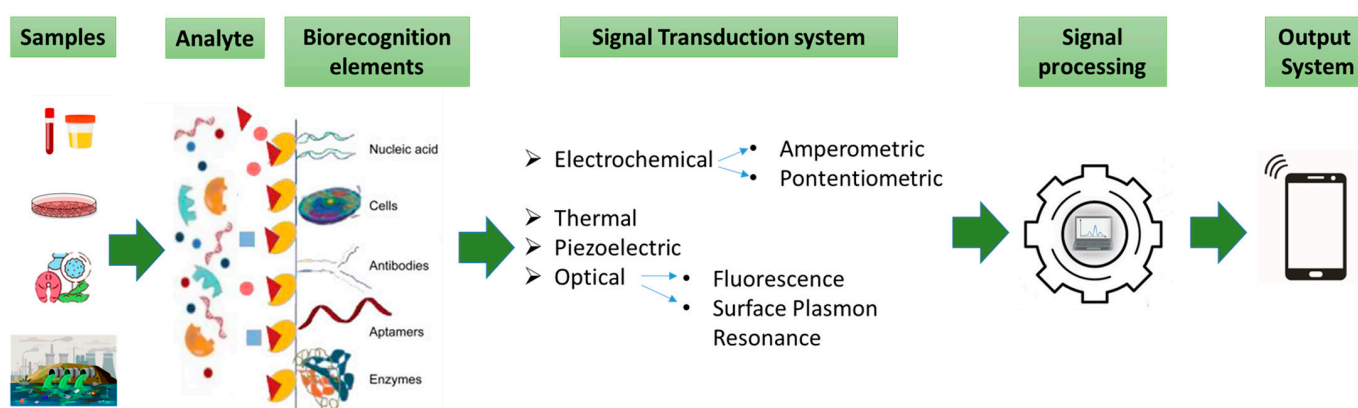 Samples
Analyte
Biorecognition
elements
Signal Transduction system
Signal
processing
Output
System
Nucleic acid
Cells
Antibodies
Aptamers
Enzymes
➢ Electrochemical
• Amperometric
• Pontentiometric
➢ Thermal
➢ Piezoelectric
➢ Optical
• Fluorescence
• Surface Plasmon
Resonance